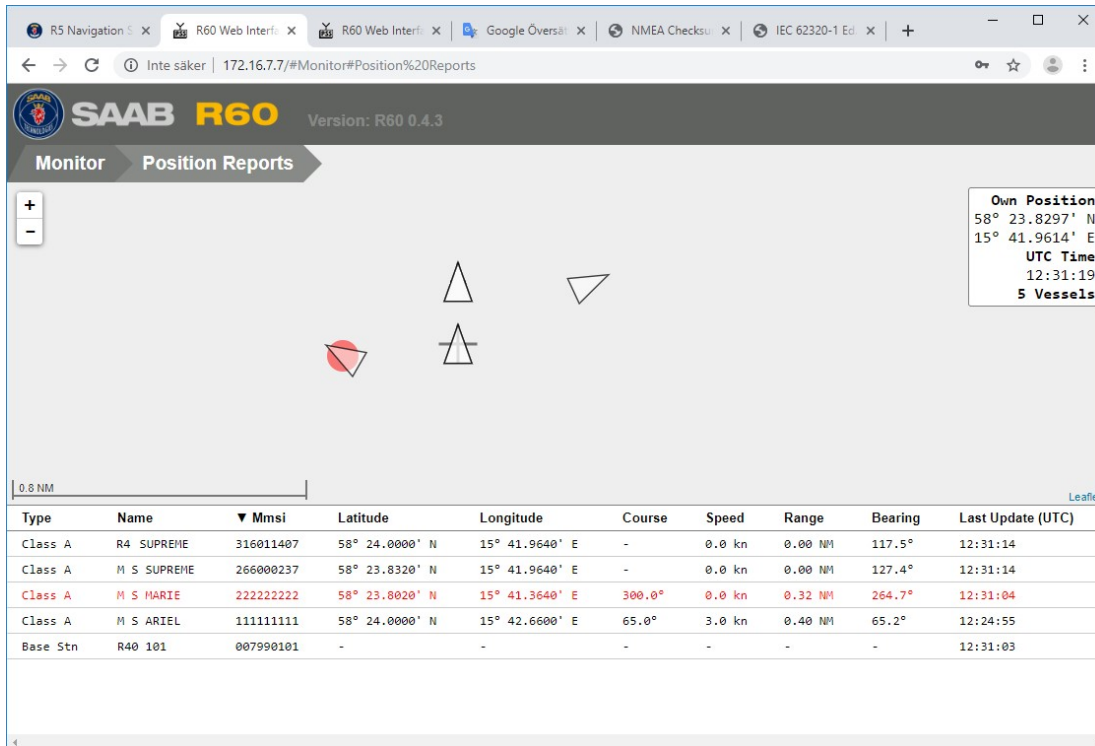 R5 Navigation S
R60 Web Interfa
R60 Web Interfa
Google Översät
NMEA Checksu
IEC 62320-1 Ed
Inte säker | 172.16.7.7/#Monitor#Position%20Reports
SAAB R60 Version: R60 0.4.3
Monitor Position Reports
+
−
Own Position
58° 23.8297' N
15° 41.9614' E
UTC Time
12:31:19
5 Vessels
0.8 NM
Leafle
Type Name ▼ Mmsi Latitude Longitude Course Speed Range Bearing Last Update (UTC)
Class A R4 SUPREME 316011407 58° 24.0000' N 15° 41.9640' E - 0.0 kn 0.00 NM 117.5° 12:31:14
Class A M S SUPREME 266000237 58° 23.8320' N 15° 41.9640' E - 0.0 kn 0.00 NM 127.4° 12:31:14
Class A M S MARIE 222222222 58° 23.8020' N 15° 41.3640' E 300.0° 0.0 kn 0.32 NM 264.7° 12:31:04
Class A M S ARIEL 111111111 58° 24.0000' N 15° 42.6600' E 65.0° 3.0 kn 0.40 NM 65.2° 12:24:55
Base Stn R40 101 007990101 - - - - - - 12:31:03